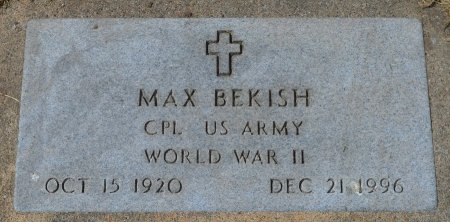 MAX BEKISH
CPL US ARMY
WORLD WAR II
OCT 15 1920 DEC 21 1996